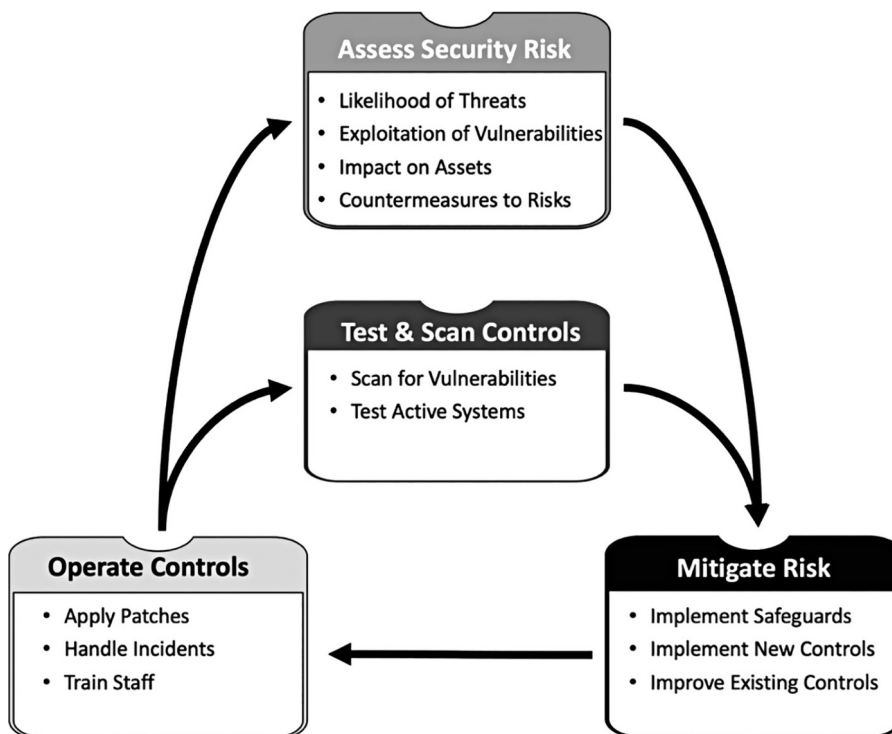 Assess Security Risk
• Likelihood of Threats
• Exploitation of Vulnerabilities
• Impact on Assets
• Countermeasures to Risks
Test & Scan Controls
• Scan for Vulnerabilities
• Test Active Systems
Operate Controls
• Apply Patches
• Handle Incidents
• Train Staff
Mitigate Risk
• Implement Safeguards
• Implement New Controls
• Improve Existing Controls